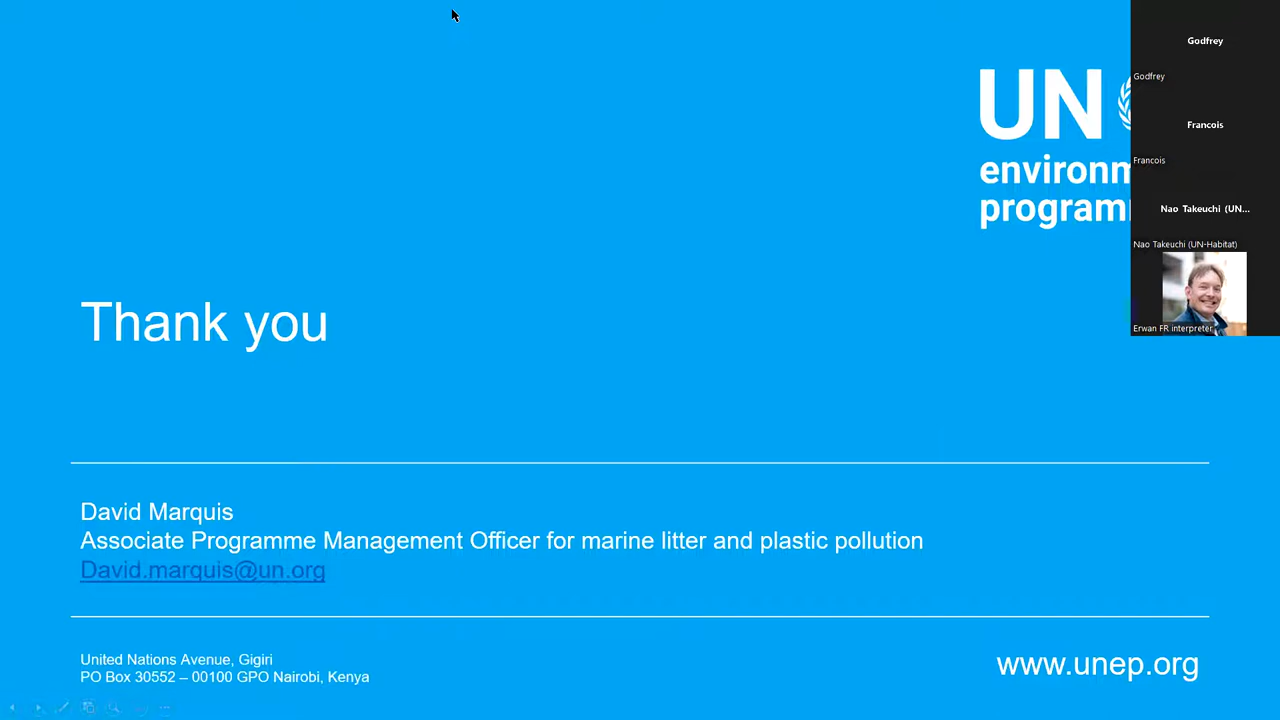 UN
environm
programm
Thank you
David Marquis
Associate Programme Management Officer for marine litter and plastic pollution
David.marquis@un.org
United Nations Avenue, Gigiri
PO Box 30552 – 00100 GPO Nairobi, Kenya
www.unep.org
Godfrey
Godfrey
Francois
Francois
Nao Takeuchi (UN...
Nao Takeuchi (UN-Habitat)
Erwan FR interpreter